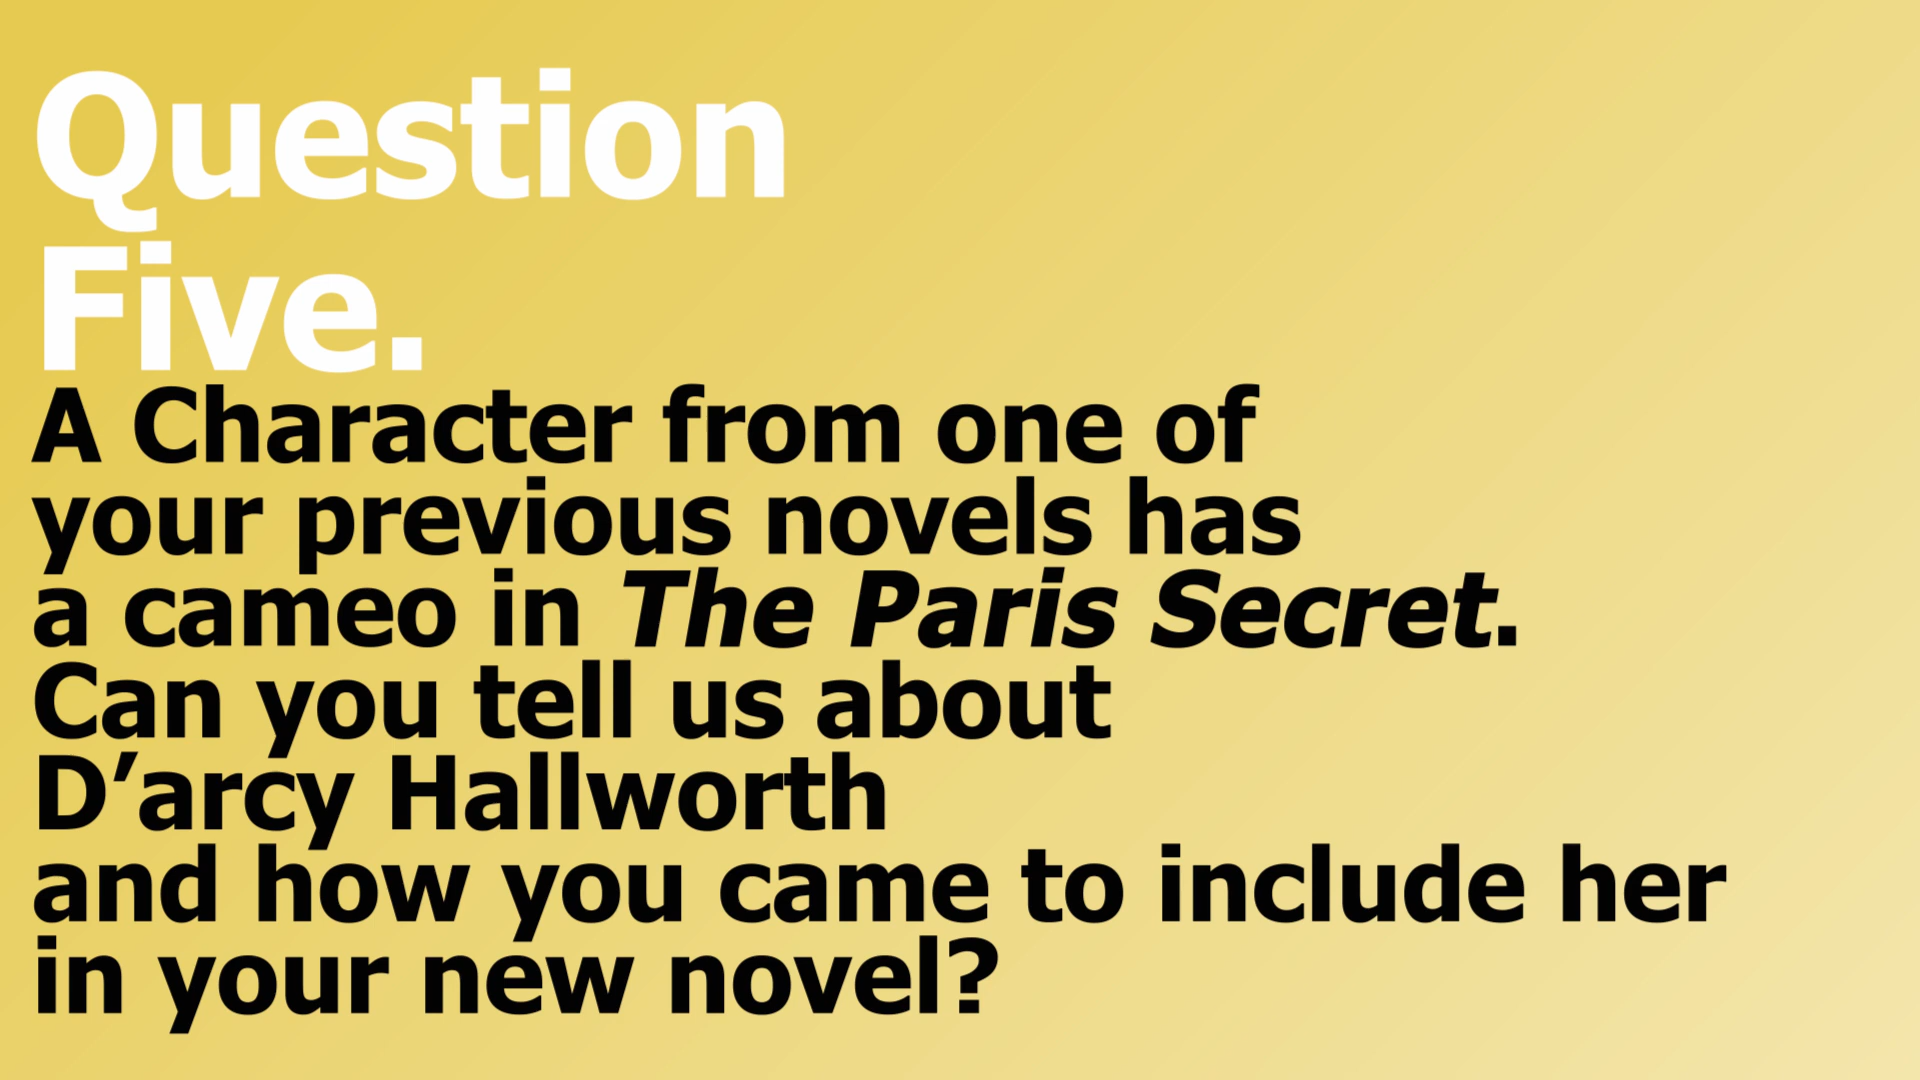 Question
Five.
A Character from one of
your previous novels has
a cameo in The Paris Secret.
Can you tell us about
D’arcy Hallworth
and how you came to include her
in your new novel?